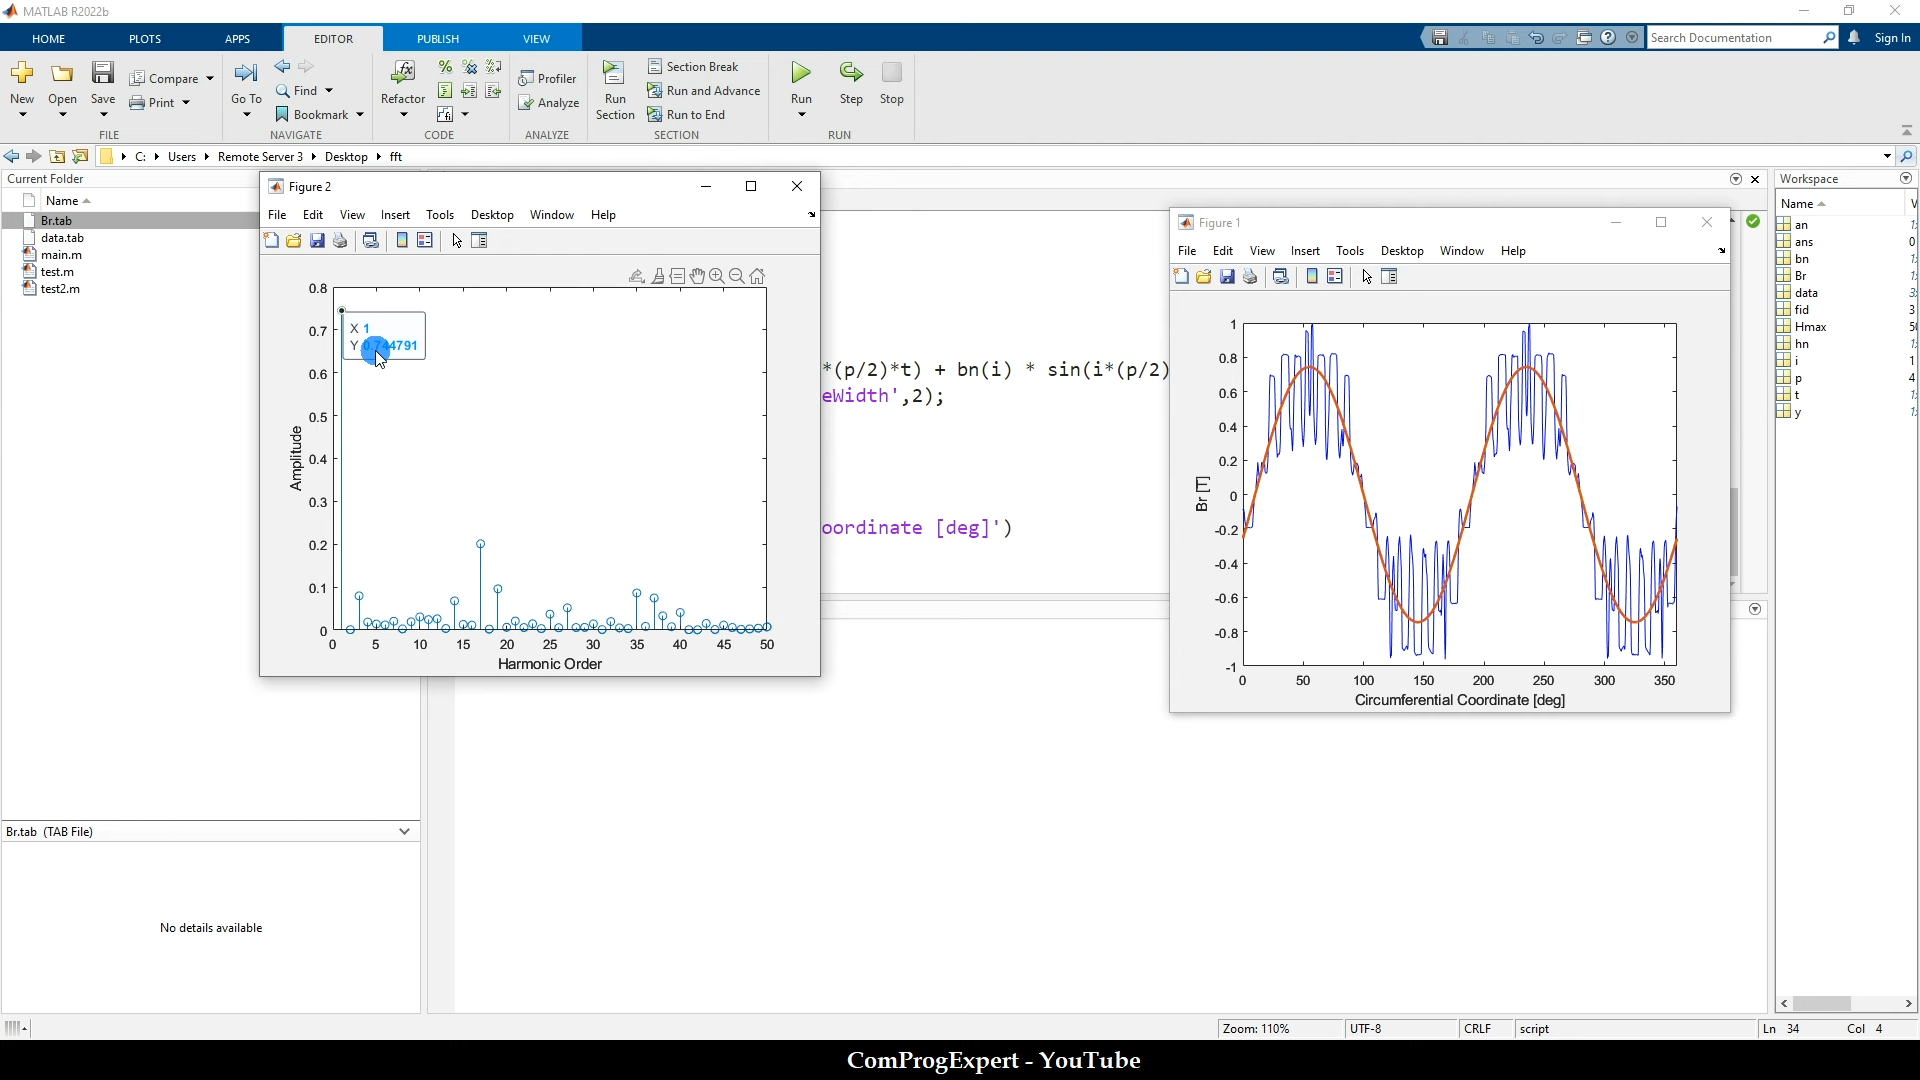 MATLAB R2022b
HOME PLOTS APPS EDITOR PUBLISH VIEW
Search Documentation Sign In
New Open Save Compare Print
Go To Find Bookmark
Refactor
Profiler Analyze
Run Section
Section Break
Run and Advance
Run to End
Run Step Stop
FILE NAVIGATE CODE ANALYZE SECTION RUN
C: Users Remote Server 3 Desktop fft
Current Folder
Name
Br.tab
data.tab
main.m
test.m
test2.m
Br.tab (TAB File)
No details available
Figure 2
File Edit View Insert Tools Desktop Window Help
X 1
Y 0.744791
Amplitude
0.8
0.7
0.6
0.5
0.4
0.3
0.2
0.1
0
0 5 10 15 20 25 30 35 40 45 50
Harmonic Order
*(p/2)*t) + bn(i) * sin(i*(p/2)
eWidth',2);
oordinate [deg]')
Figure 1
File Edit View Insert Tools Desktop Window Help
Br [T]
1
0.8
0.6
0.4
0.2
0
-0.2
-0.4
-0.6
-0.8
-1
0 50 100 150 200 250 300 350
Circumferential Coordinate [deg]
Workspace
Name
an
ans 0
bn
Br
data
fid 3
Hmax
hn
i 1
p 4
t
y
Zoom: 110% UTF-8 CRLF script Ln 34 Col 4
ComProgExpert - YouTube